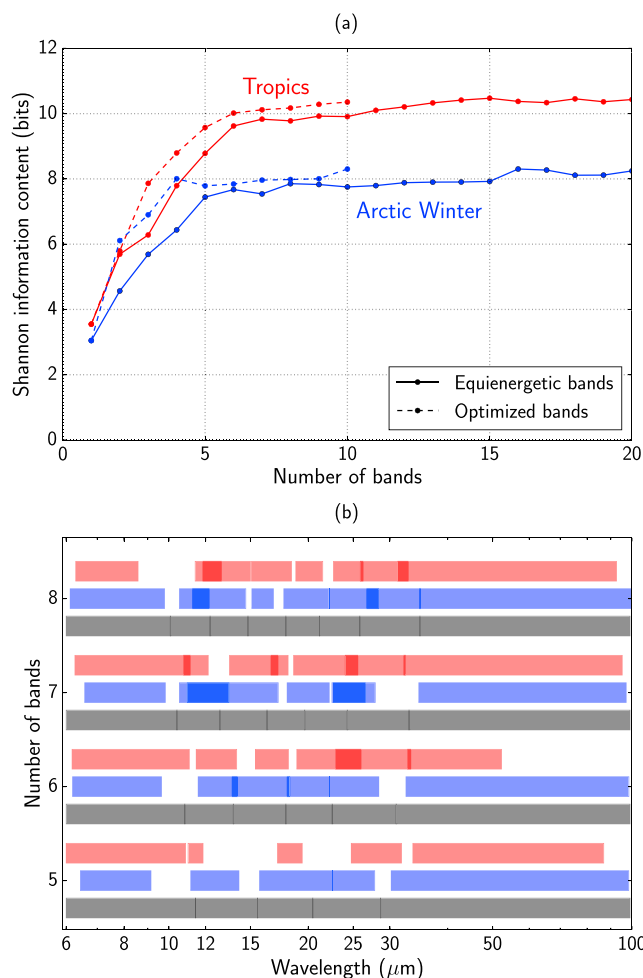 (a)
12
10
8
6
4
2
0
Shannon information content (bits)
Tropics
Arctic Winter
Equienergetic bands
Optimized bands
0 5 10 15 20
Number of bands
(b)
8
7
6
5
Number of bands
6 8 10 12 15 20 25 30 50 100
Wavelength (μm)